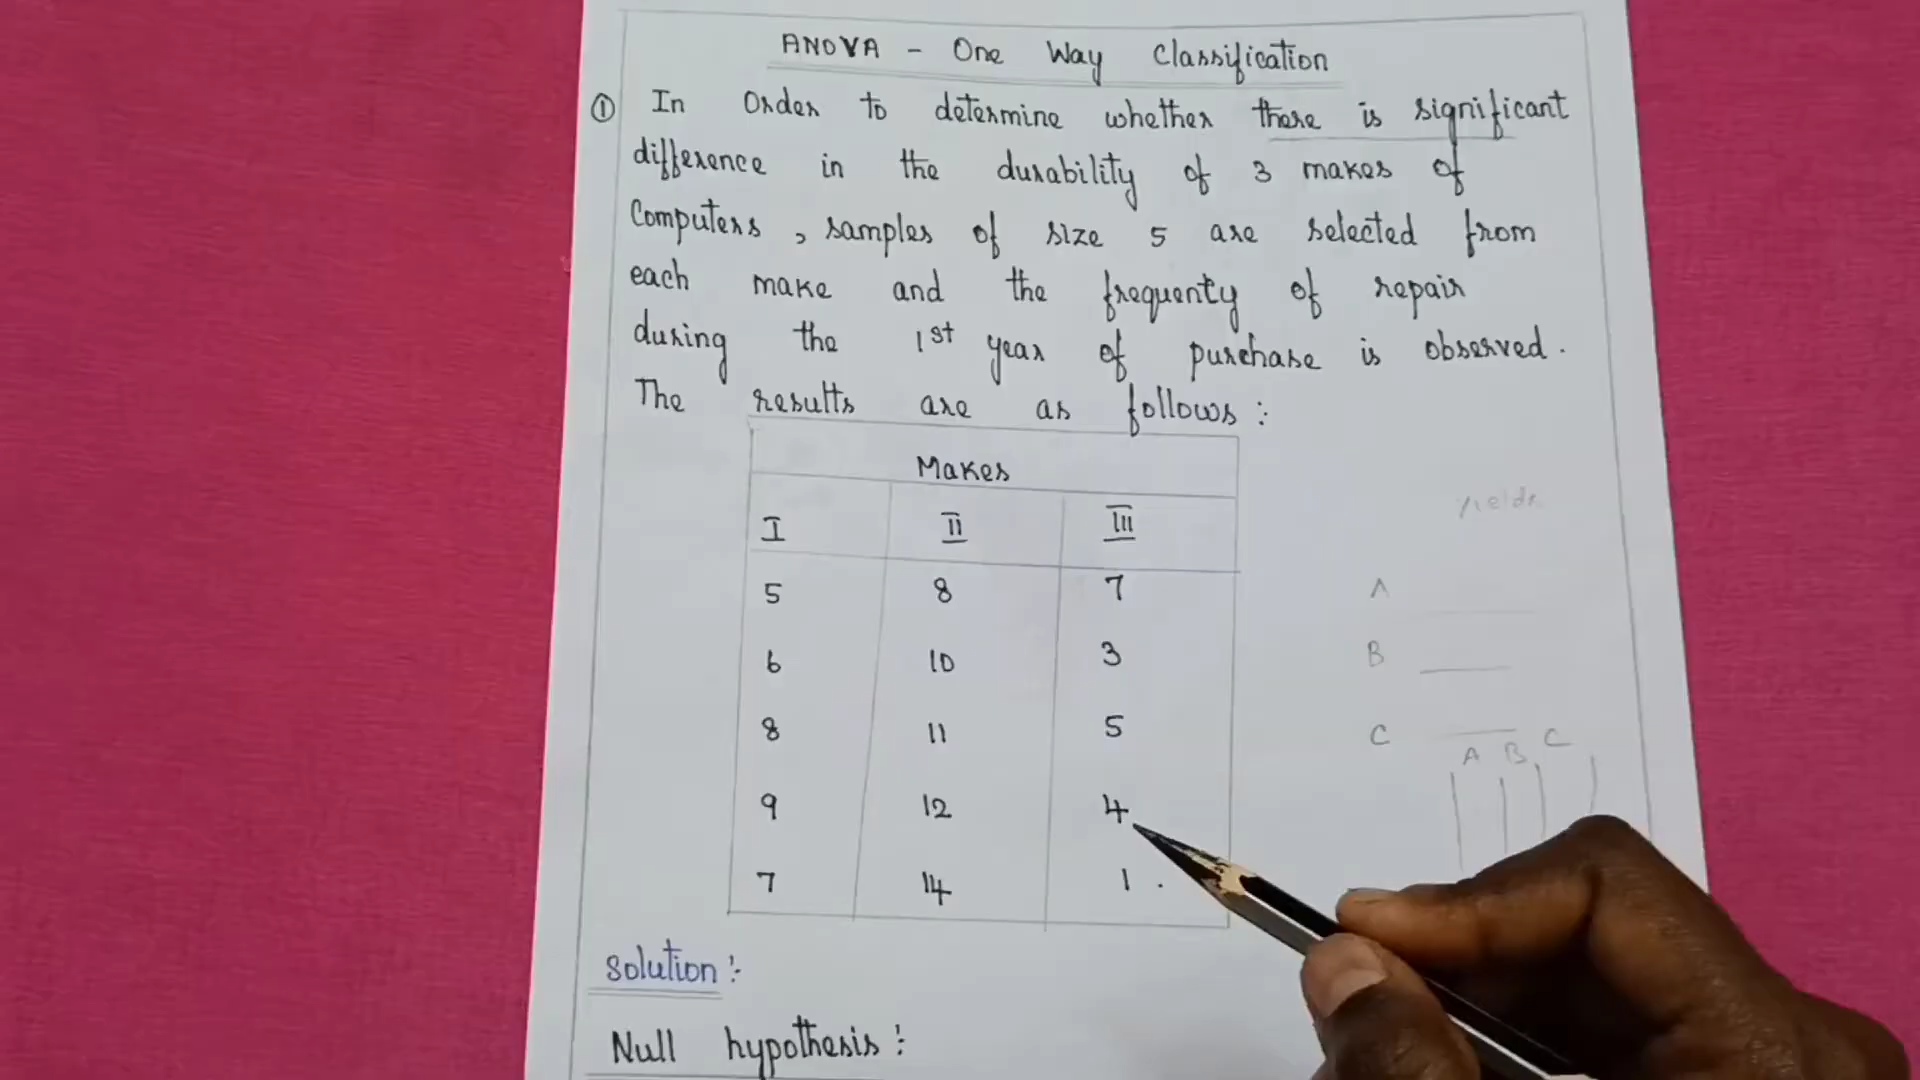 ANOVA - One Way Classification
① In Order to determine whether there is significant
difference in the durability of 3 makes of
Computers, samples of size 5 are selected from
each make and the frequenty of repair
during the 1st year of purchase is observed.
The results are as follows:
Makes
I II III
5 8 7
6 10 3
8 11 5
9 12 4
7 14 1.
yields
A
B
C
A B C
Solution:
Null hypothesis: